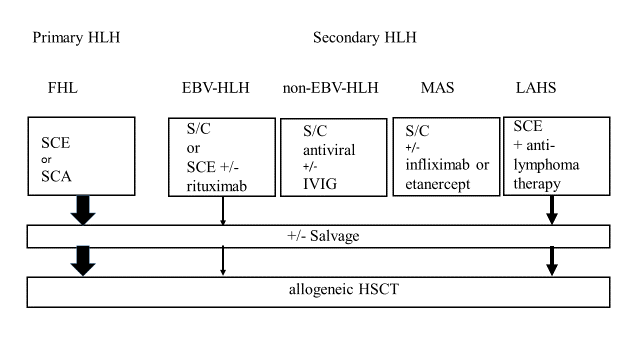 Primary HLH
Secondary HLH
FHL
EBV-HLH
non-EBV-HLH
MAS
LAHS
SCE
or
SCA
S/C
or
SCE +/-
rituximab
S/C
antiviral
+/-
IVIG
S/C
+/-
infliximab or
etanercept
SCE
+ anti-
lymphoma
therapy
+/- Salvage
allogeneic HSCT